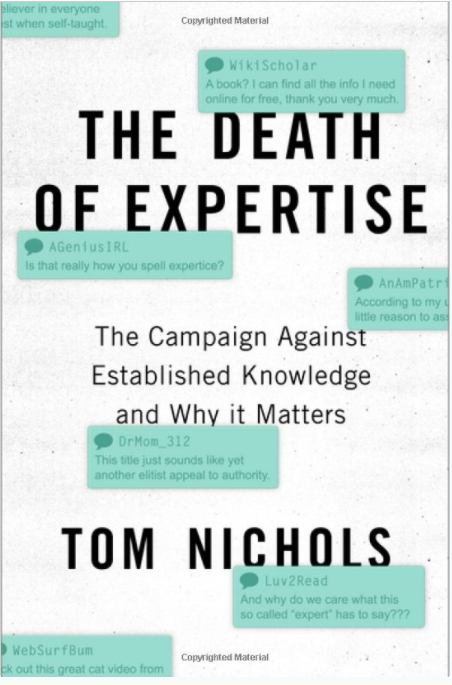 Copyrighted Material
eliever in everyone
st when self-taught.
WikiScholar
A book? I can find all the info I need
online for free, thank you very much.
THE DEATH
OF EXPERTISE
AGeniusIRL
Is that really how you spell expertice?
AnAmPatri
According to my u
little reason to ass
The Campaign Against
Established Knowledge
and Why it Matters
DrMom_312
This title just sounds like yet
another elitist appeal to authority.
TOM NICHOLS
Luv2Read
And why do we care what this
so called "expert" has to say???
WebSurfBum
ck out this great cat video from
Copyrighted Material